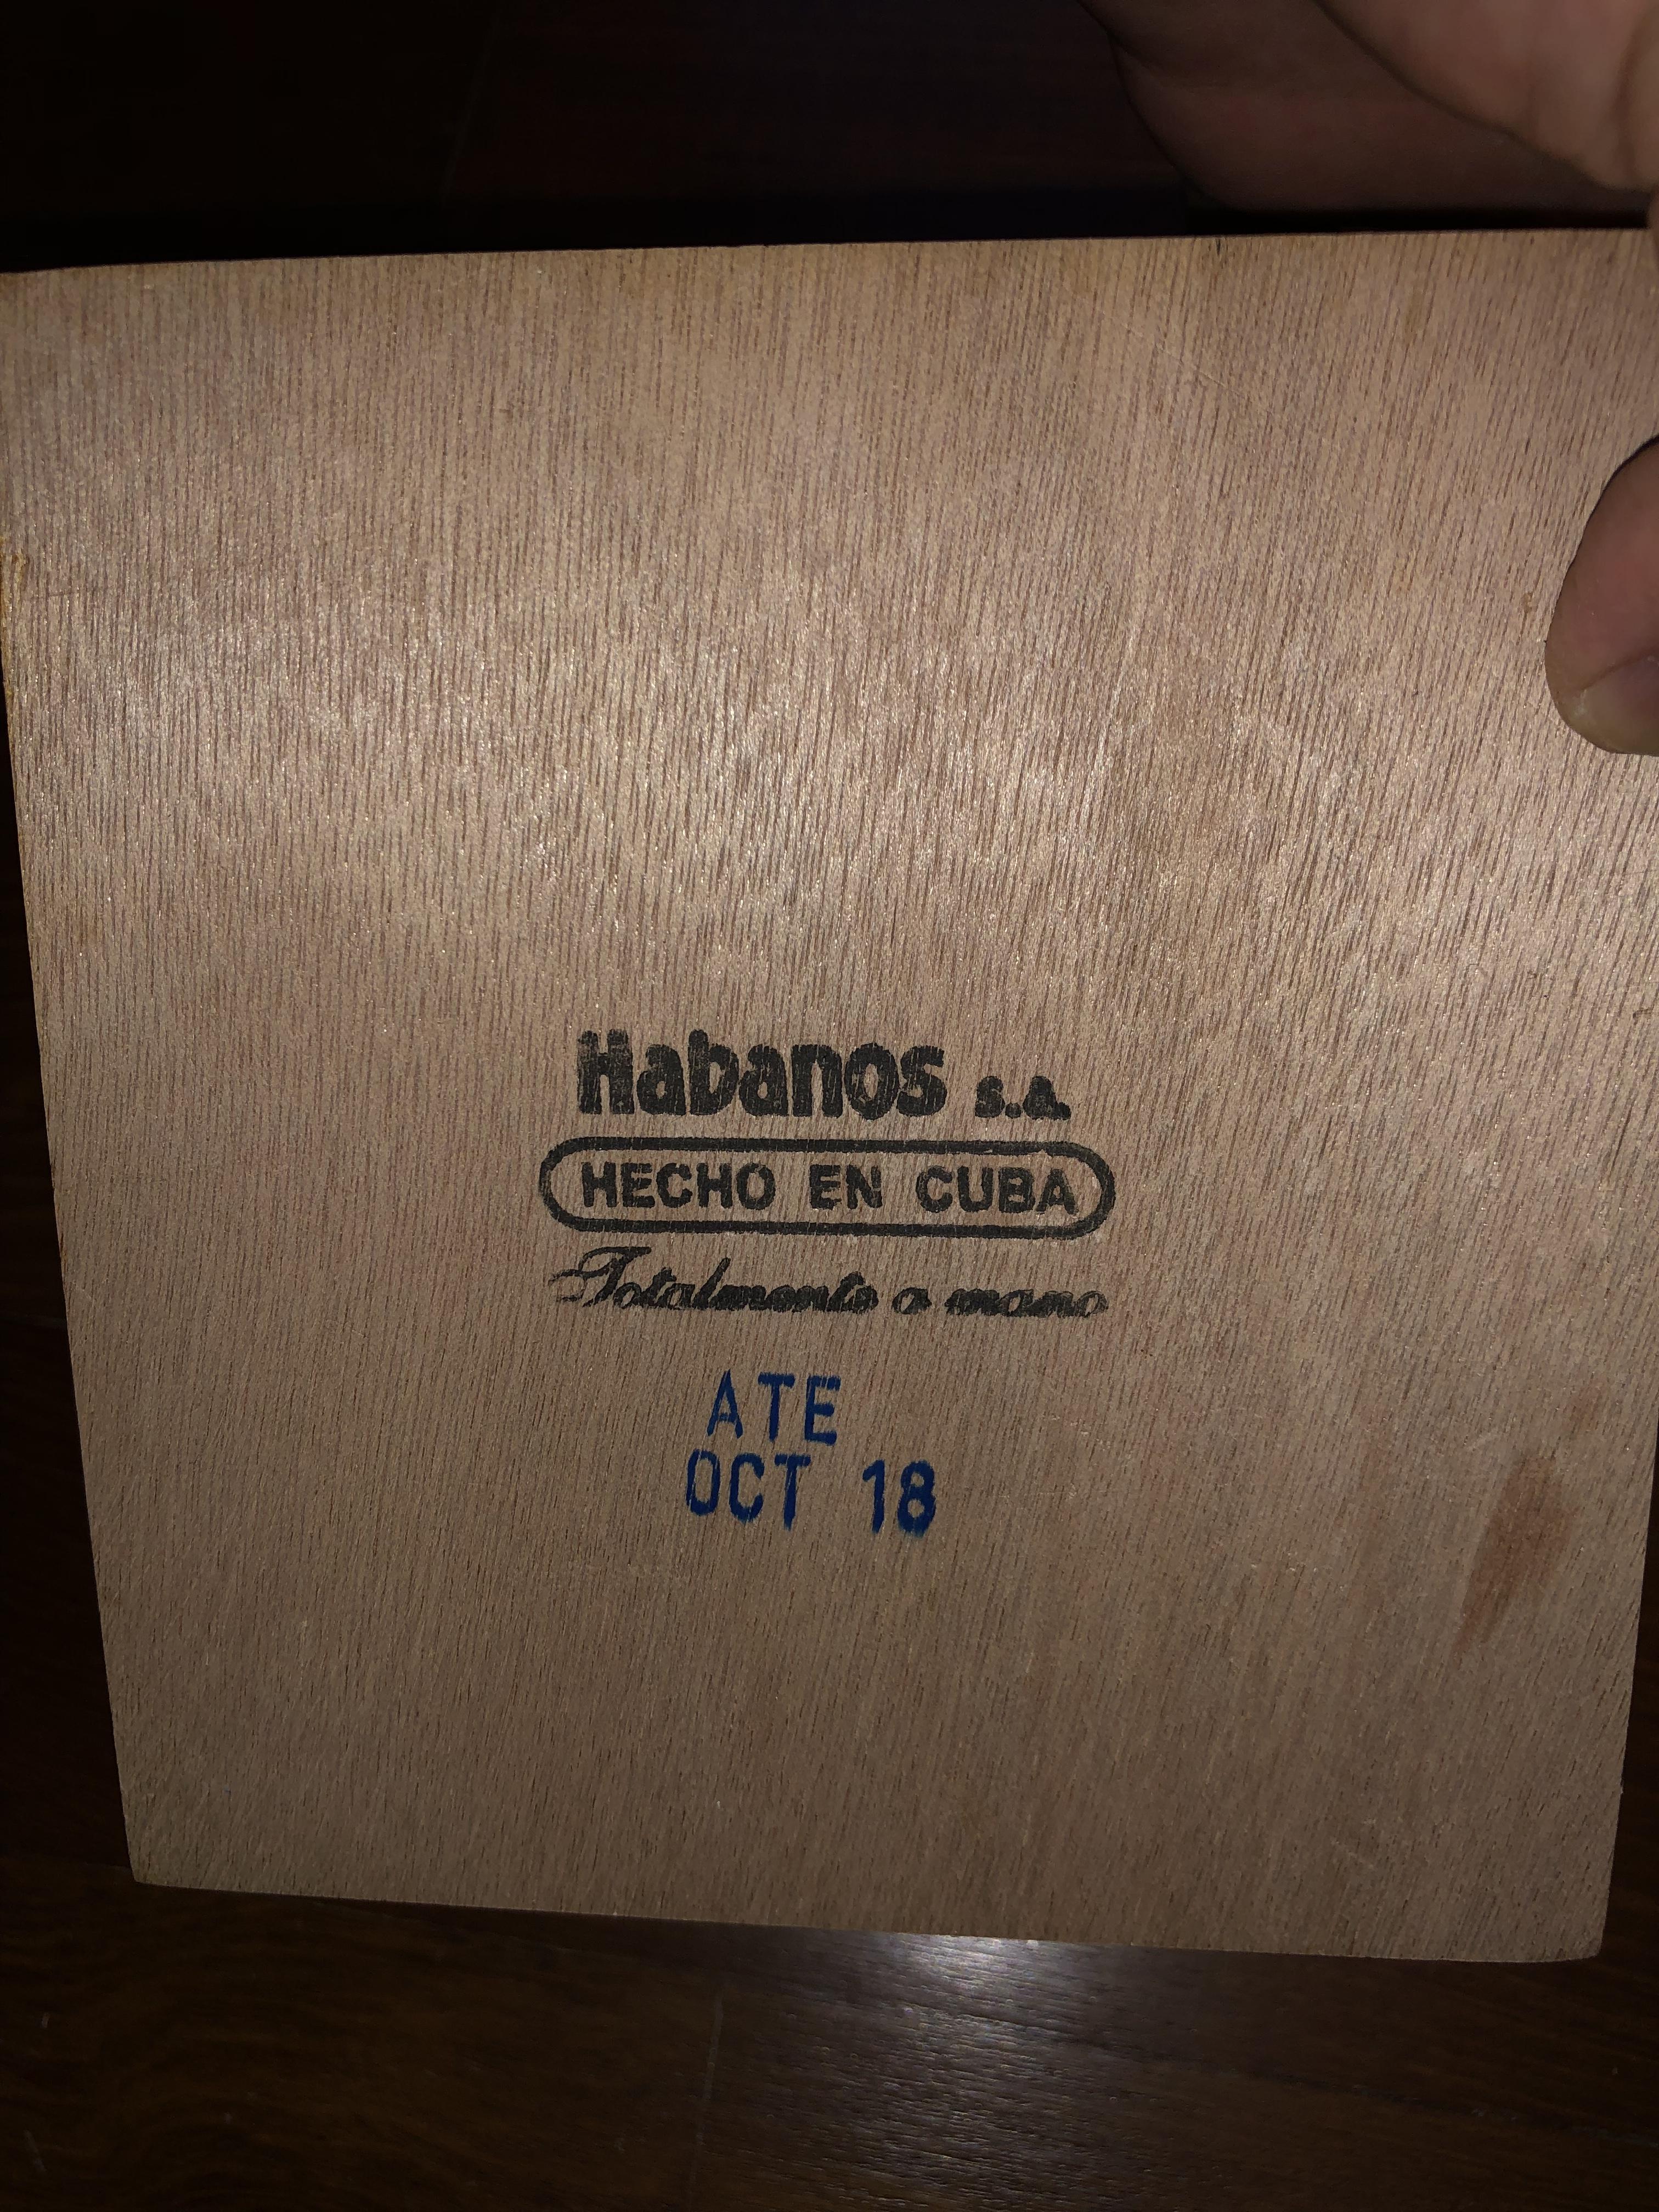 Habanos s.a.
HECHO EN CUBA
Totalmente a mano
ATE
OCT 18